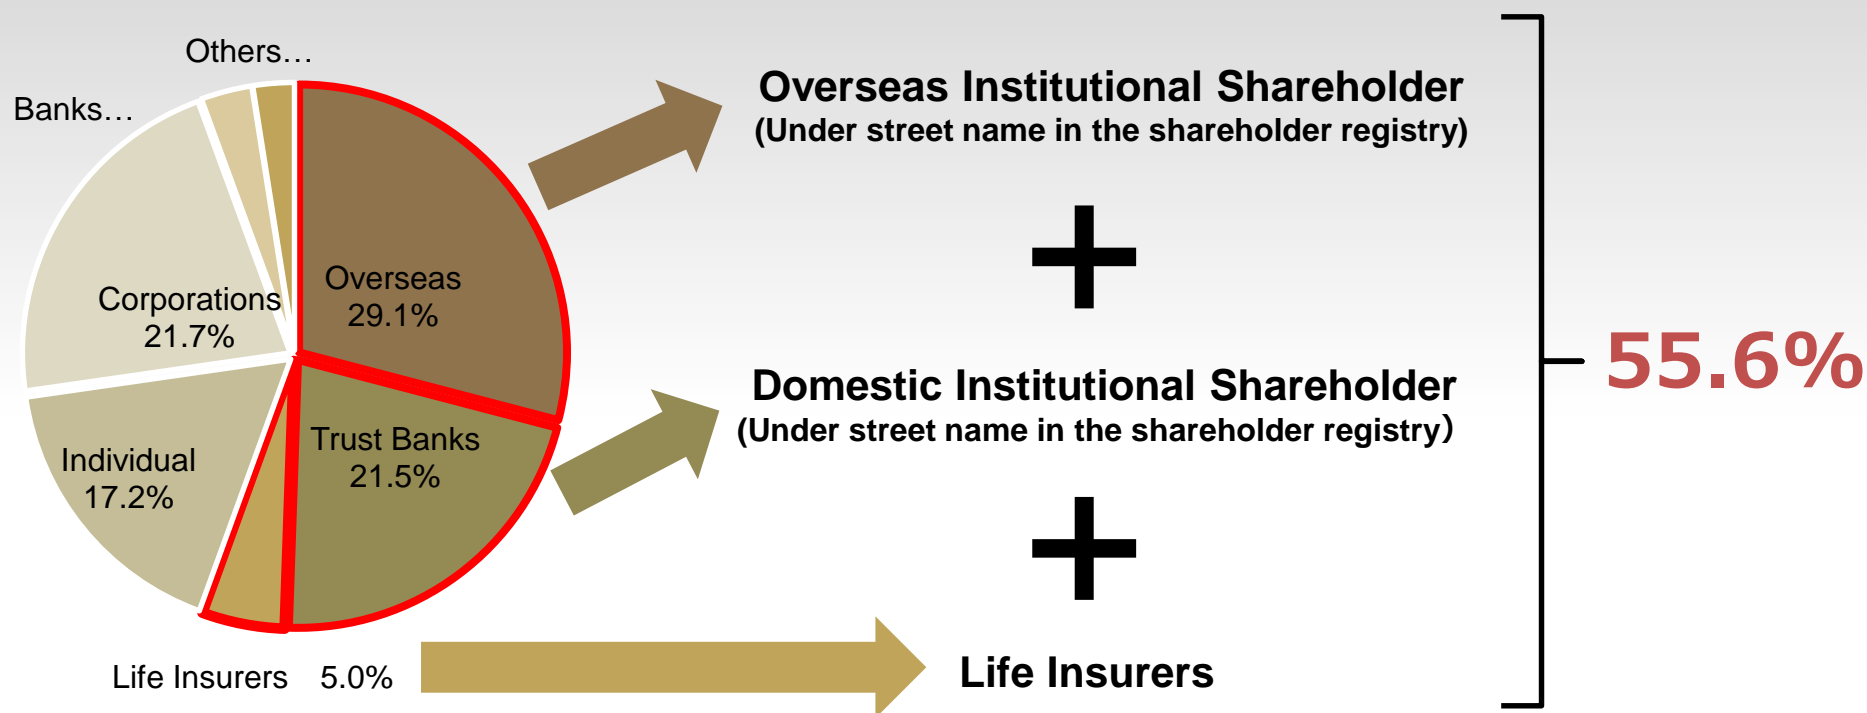 Others…
Banks…
Corporations
21.7%
Overseas
29.1%
Individual
17.2%
Trust Banks
21.5%
Life Insurers 5.0%
Overseas Institutional Shareholder
(Under street name in the shareholder registry)
+
Domestic Institutional Shareholder
(Under street name in the shareholder registry）
+
Life Insurers
55.6%